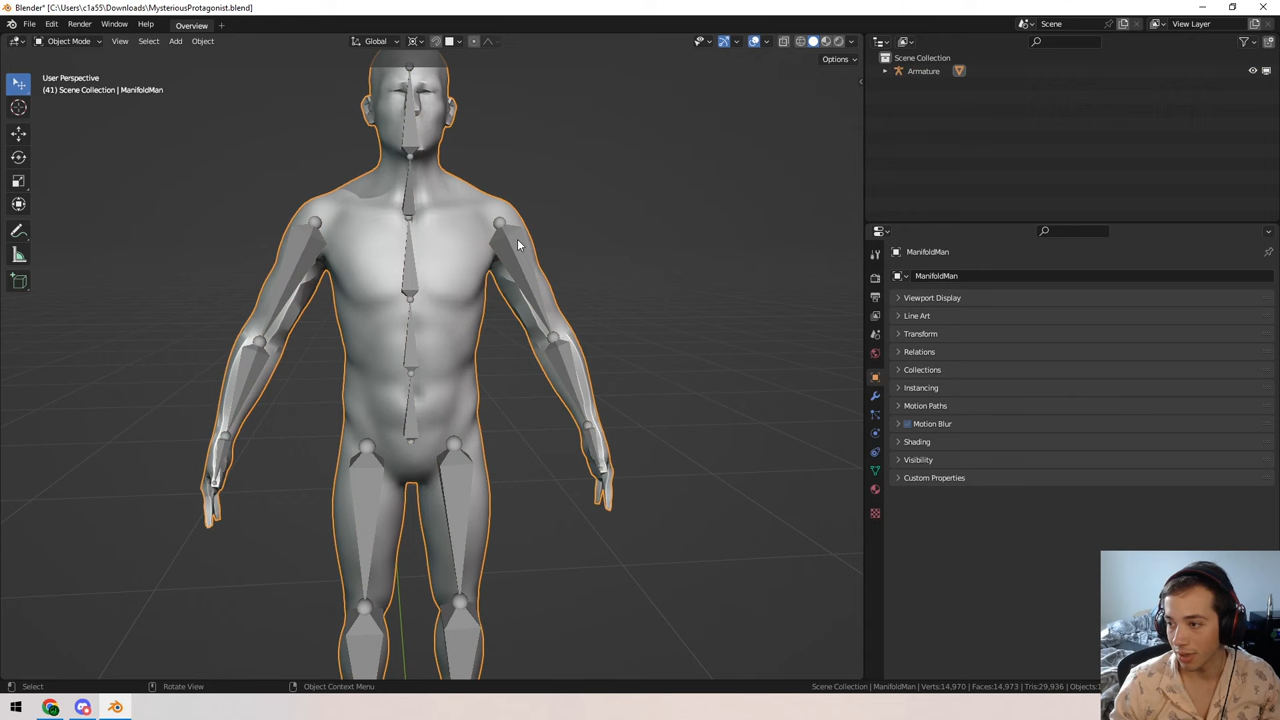 Blender* [C:\Users\c1a55\Downloads\MysteriousProtagonist.blend]
File Edit Render Window Help Overview
Scene View Layer
Object Mode View Select Add Object Global
Options
User Perspective
(41) Scene Collection | ManifoldMan
Scene Collection
Armature
ManifoldMan
ManifoldMan
Viewport Display
Line Art
Transform
Relations
Collections
Instancing
Motion Paths
Motion Blur
Shading
Visibility
Custom Properties
Select Rotate View Object Context Menu Scene Collection | ManifoldMan | Verts:14,970 | Faces:14,973 | Tris:29,936 | Objects:1